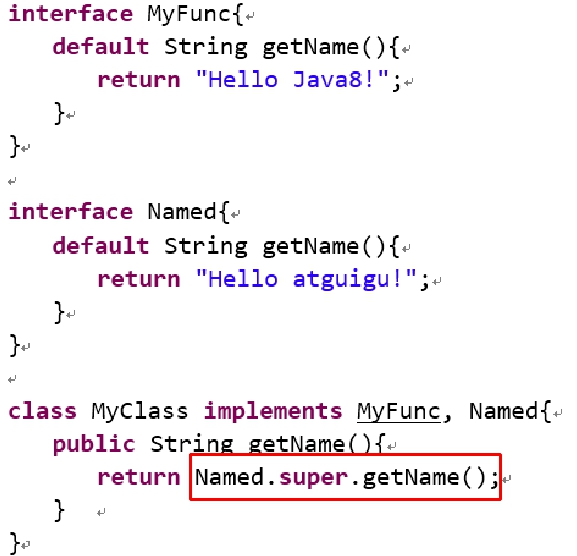 interface MyFunc{
    default String getName(){
        return "Hello Java8!";
    }
}

interface Named{
    default String getName(){
        return "Hello atguigu!";
    }
}

class MyClass implements MyFunc, Named{
    public String getName(){
        return Named.super.getName();
    }
}